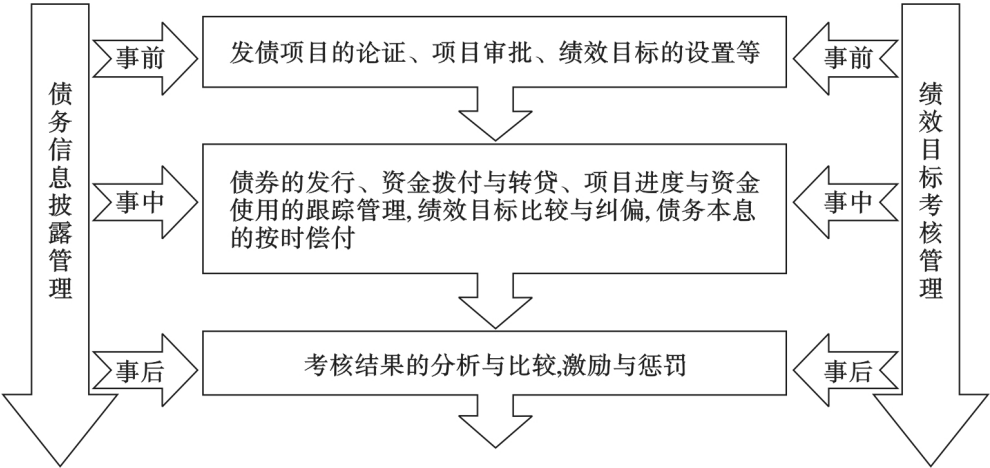 债务信息披露管理
事前
发债项目的论证、项目审批、绩效目标的设置等
事前
绩效目标考核管理
事中
债券的发行、资金拨付与转贷、项目进度与资金
使用的跟踪管理,绩效目标比较与纠偏,债务本息
的按时偿付
事中
事后
考核结果的分析与比较,激励与惩罚
事后